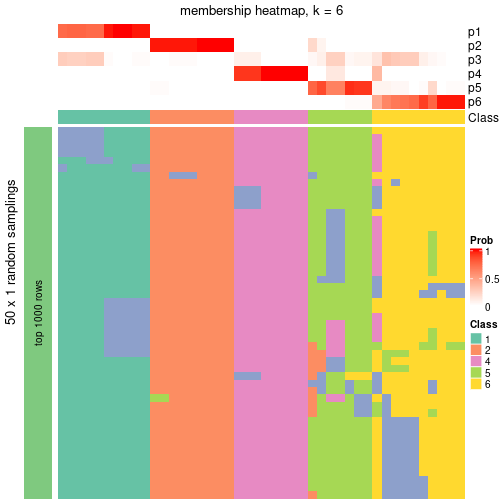 membership heatmap, k = 6
p1
p2
p3
p4
p5
p6
Class
50 x 1 random samplings
top 1000 rows
Prob
1
0.5
0
Class
1
2
4
5
6